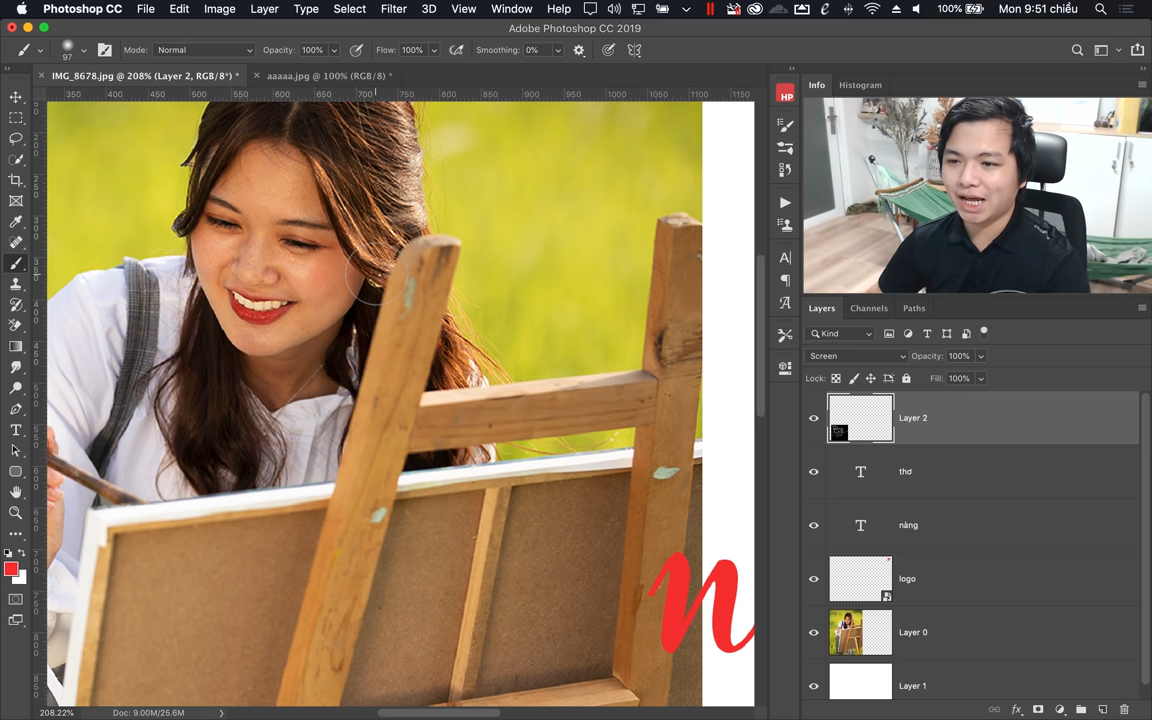 Photoshop CC File Edit Image Layer Type Select Filter 3D View Window Help 100% Mon 9:51 chiều
Adobe Photoshop CC 2019
97 Mode: Normal Opacity: 100% Flow: 100% Smoothing: 0%
IMG_8678.jpg @ 208% (Layer 2, RGB/8*) * aaaaa.jpg @ 100% (RGB/8) *
350 400 450 500 550 600 650 700 750 800 850 900 950 1000 1050 1100 1150
HP
Info Histogram
Layers Channels Paths
Kind
Screen Opacity: 100%
Lock: Fill: 100%
Layer 2
thơ
nàng
logo
Layer 0
Layer 1
n
208.22% Doc: 9.00M/25.6M